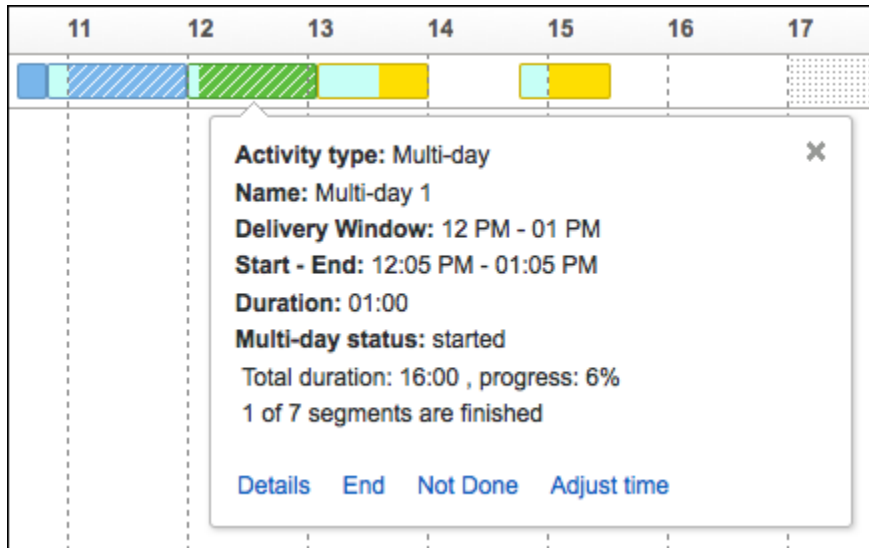 11 12 13 14 15 16 17
Activity type: Multi-day
Name: Multi-day 1
Delivery Window: 12 PM - 01 PM
Start - End: 12:05 PM - 01:05 PM
Duration: 01:00
Multi-day status: started
Total duration: 16:00 , progress: 6%
1 of 7 segments are finished
Details End Not Done Adjust time